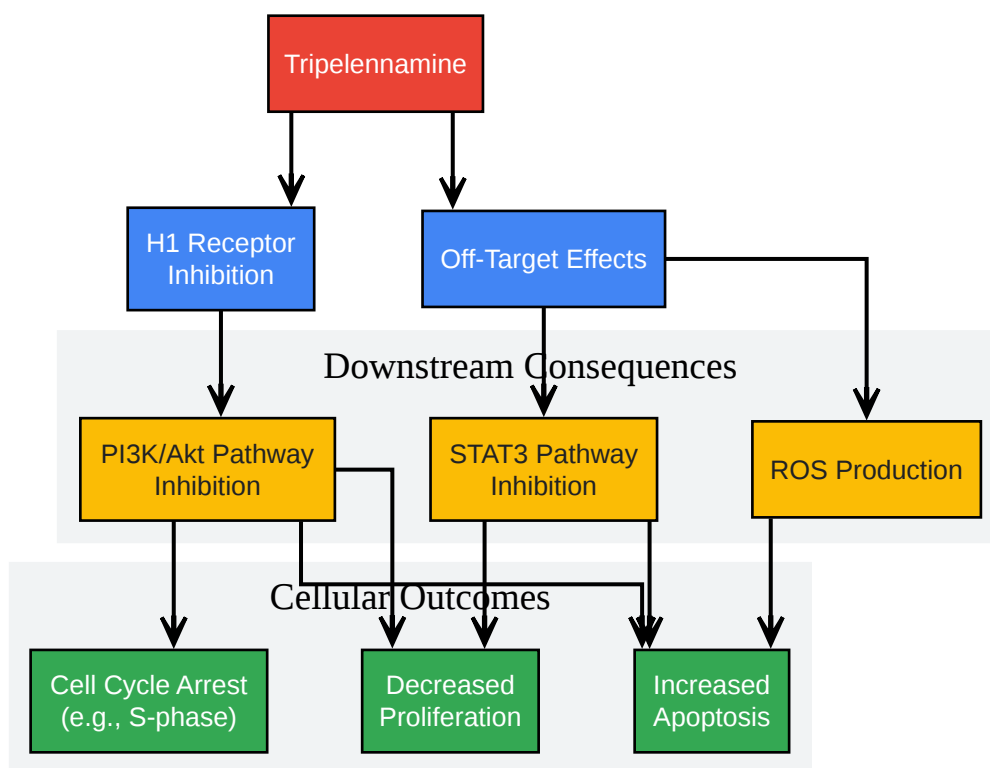 Tripelennamine
H1 Receptor
Inhibition
Off-Target Effects
Downstream Consequences
PI3K/Akt Pathway
Inhibition
STAT3 Pathway
Inhibition
ROS Production
Cellular Outcomes
Cell Cycle Arrest
(e.g., S-phase)
Decreased
Proliferation
Increased
Apoptosis